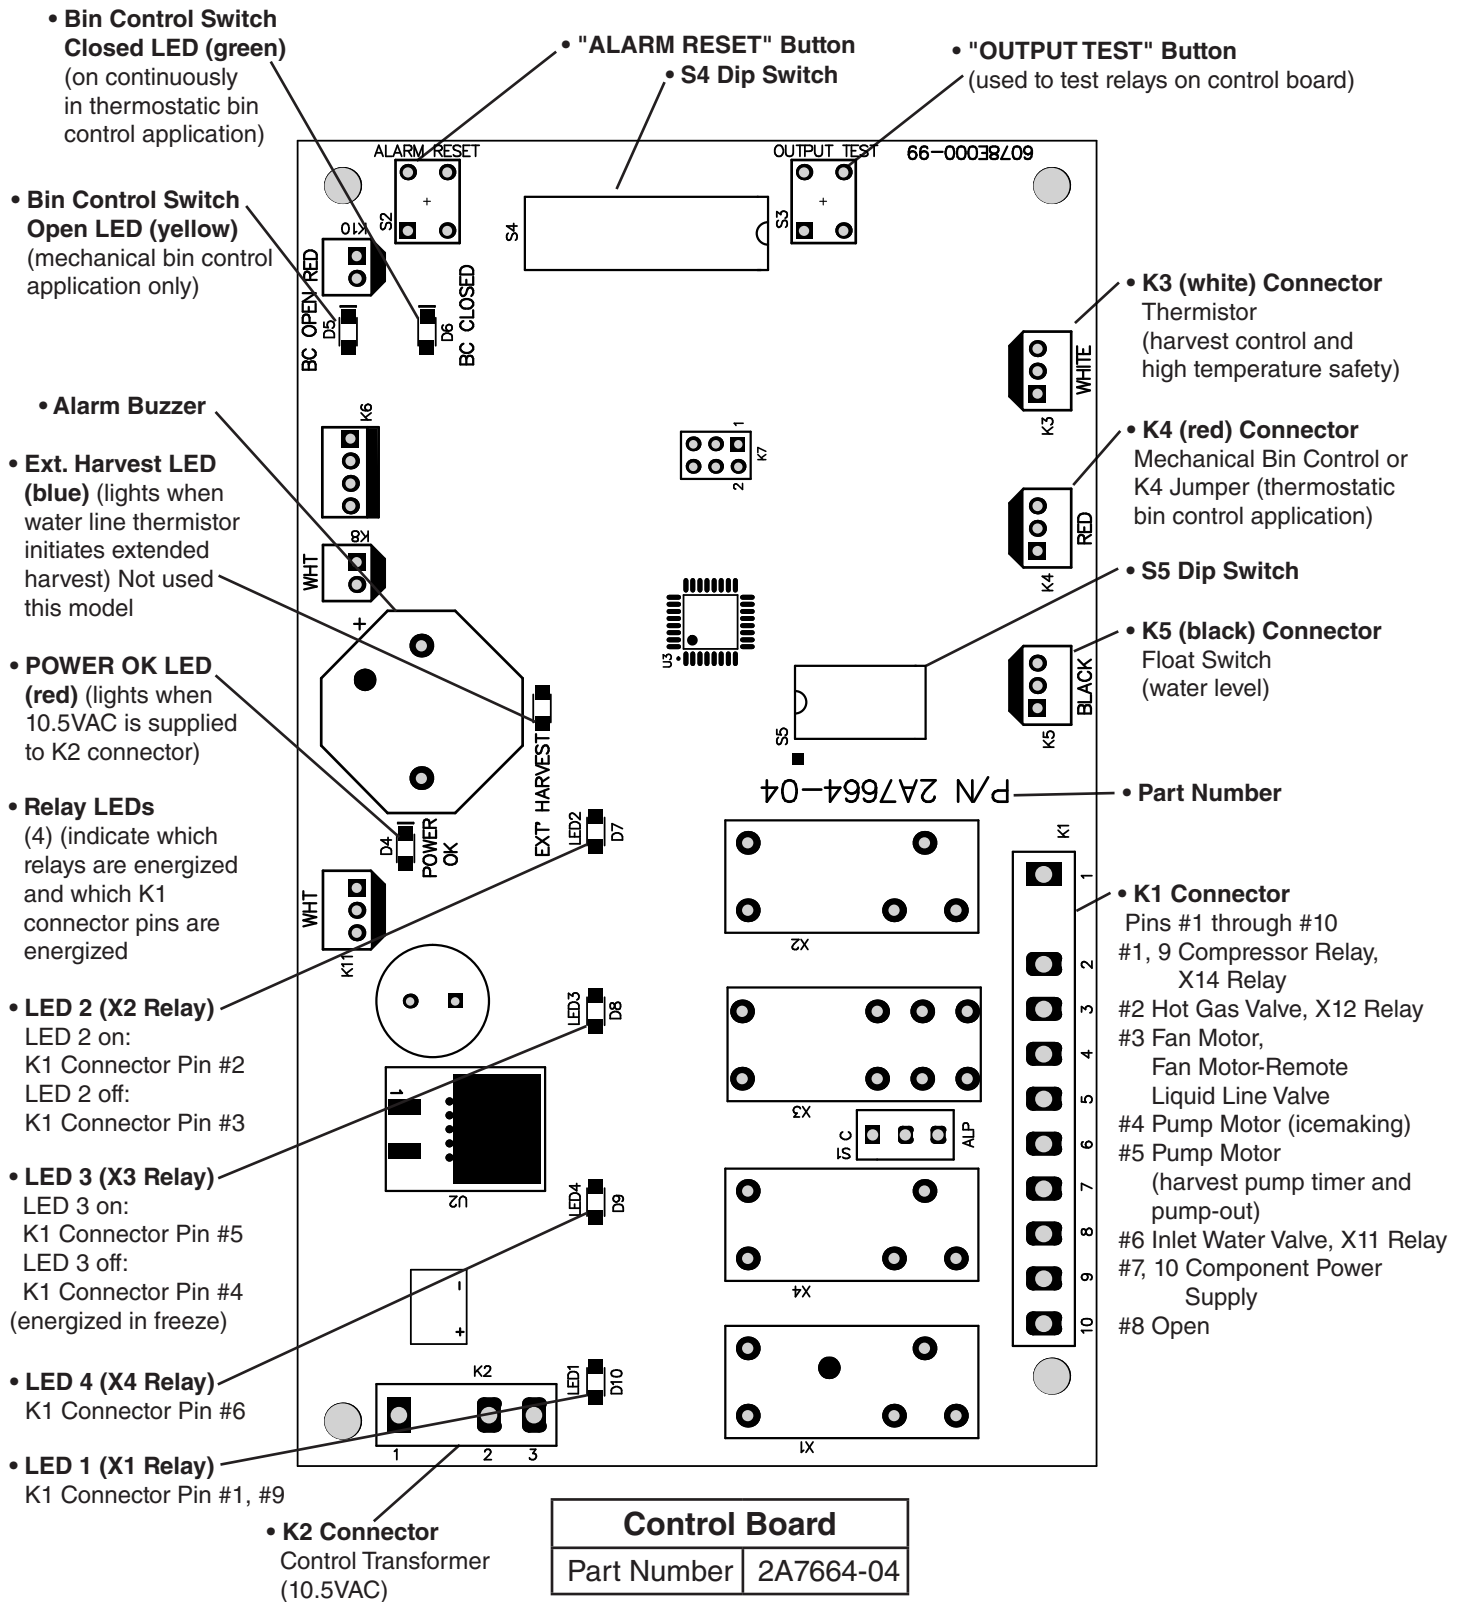 • Bin Control Switch
Closed LED (green)
(on continuously
in thermostatic bin
control application)
• "ALARM RESET" Button
• S4 Dip Switch
• "OUTPUT TEST" Button
(used to test relays on control board)
• Bin Control Switch
Open LED (yellow)
(mechanical bin control
application only)
• Alarm Buzzer
• Ext. Harvest LED
(blue) (lights when
water line thermistor
initiates extended
harvest) Not used
this model
• POWER OK LED
(red) (lights when
10.5VAC is supplied
to K2 connector)
• Relay LEDs
(4) (indicate which
relays are energized
and which K1
connector pins are
energized
• LED 2 (X2 Relay)
LED 2 on:
K1 Connector Pin #2
LED 2 off:
K1 Connector Pin #3
• LED 3 (X3 Relay)
LED 3 on:
K1 Connector Pin #5
LED 3 off:
K1 Connector Pin #4
(energized in freeze)
• LED 4 (X4 Relay)
K1 Connector Pin #6
• LED 1 (X1 Relay)
K1 Connector Pin #1, #9
• K2 Connector
Control Transformer
(10.5VAC)
ALARM RESET
OUTPUT TEST
6078E000-99
S2
S4
S3
K10
RED
BC OPEN
D5
D6
BC CLOSED
K6
K8
WHT
+
K7
1
2
U3
S5
EXT' HARVEST
D4
POWER
OK
WHT
K11
LED2
D7
LED3
D8
LED4
D9
LED1
D10
1
U2
-
+
K2
1
2
3
P/N 2A7664-04
X2
X3
S1
C
ALP
X4
X1
WHITE
K3
RED
K4
BLACK
K5
K1
1
2
3
4
5
6
7
8
9
10
• K3 (white) Connector
Thermistor
(harvest control and
high temperature safety)
• K4 (red) Connector
Mechanical Bin Control or
K4 Jumper (thermostatic
bin control application)
• S5 Dip Switch
• K5 (black) Connector
Float Switch
(water level)
• Part Number
• K1 Connector
Pins #1 through #10
#1, 9 Compressor Relay,
X14 Relay
#2 Hot Gas Valve, X12 Relay
#3 Fan Motor,
Fan Motor-Remote
Liquid Line Valve
#4 Pump Motor (icemaking)
#5 Pump Motor
(harvest pump timer and
pump-out)
#6 Inlet Water Valve, X11 Relay
#7, 10 Component Power
Supply
#8 Open
Control Board
Part Number 2A7664-04